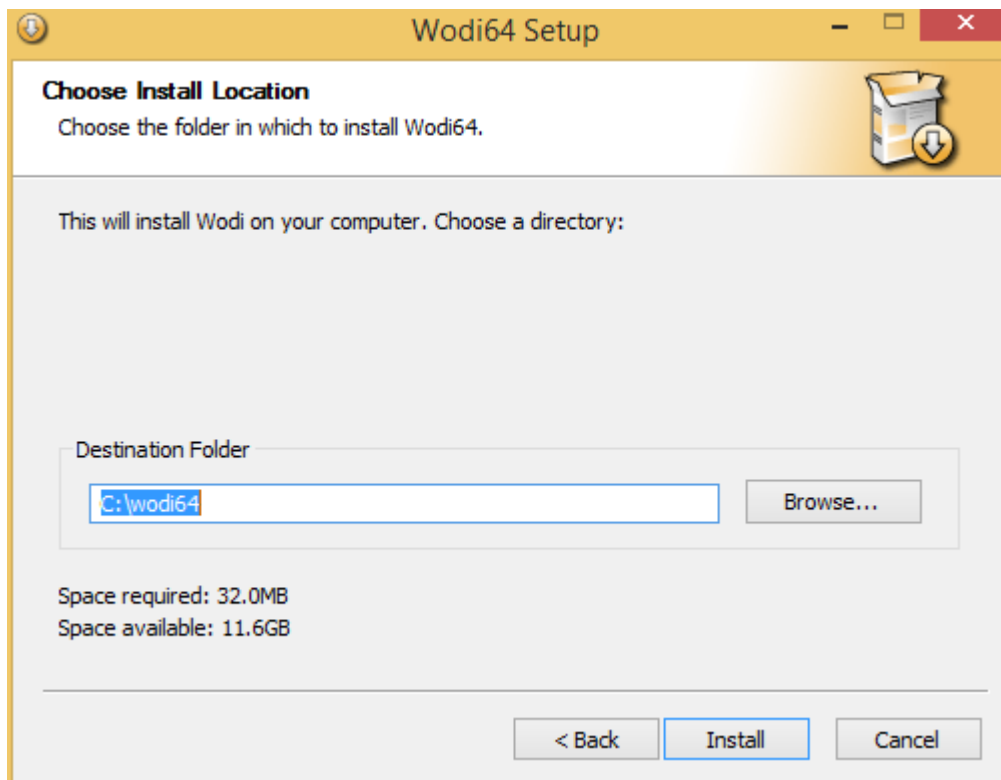 Wodi64 Setup
Choose Install Location
Choose the folder in which to install Wodi64.
This will install Wodi on your computer. Choose a directory:
Destination Folder
C:\wodi64
Browse...
Space required: 32.0MB
Space available: 11.6GB
< Back Install Cancel